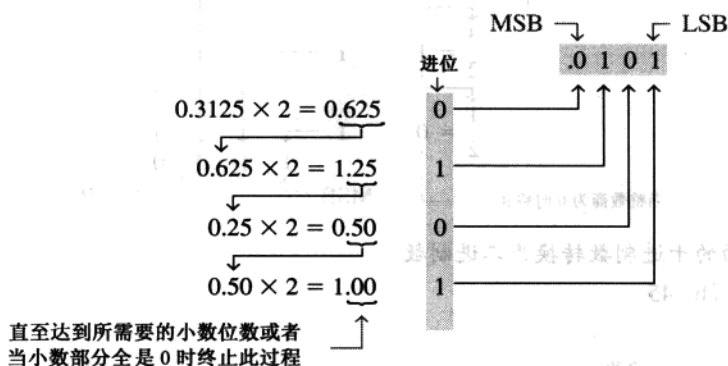 MSB LSB
.0 1 0 1
进位
0.3125 × 2 = 0.625 0
0.625 × 2 = 1.25 1
0.25 × 2 = 0.50 0
0.50 × 2 = 1.00 1
直至达到所需要的小数位数或者
当小数部分全是 0 时终止此过程